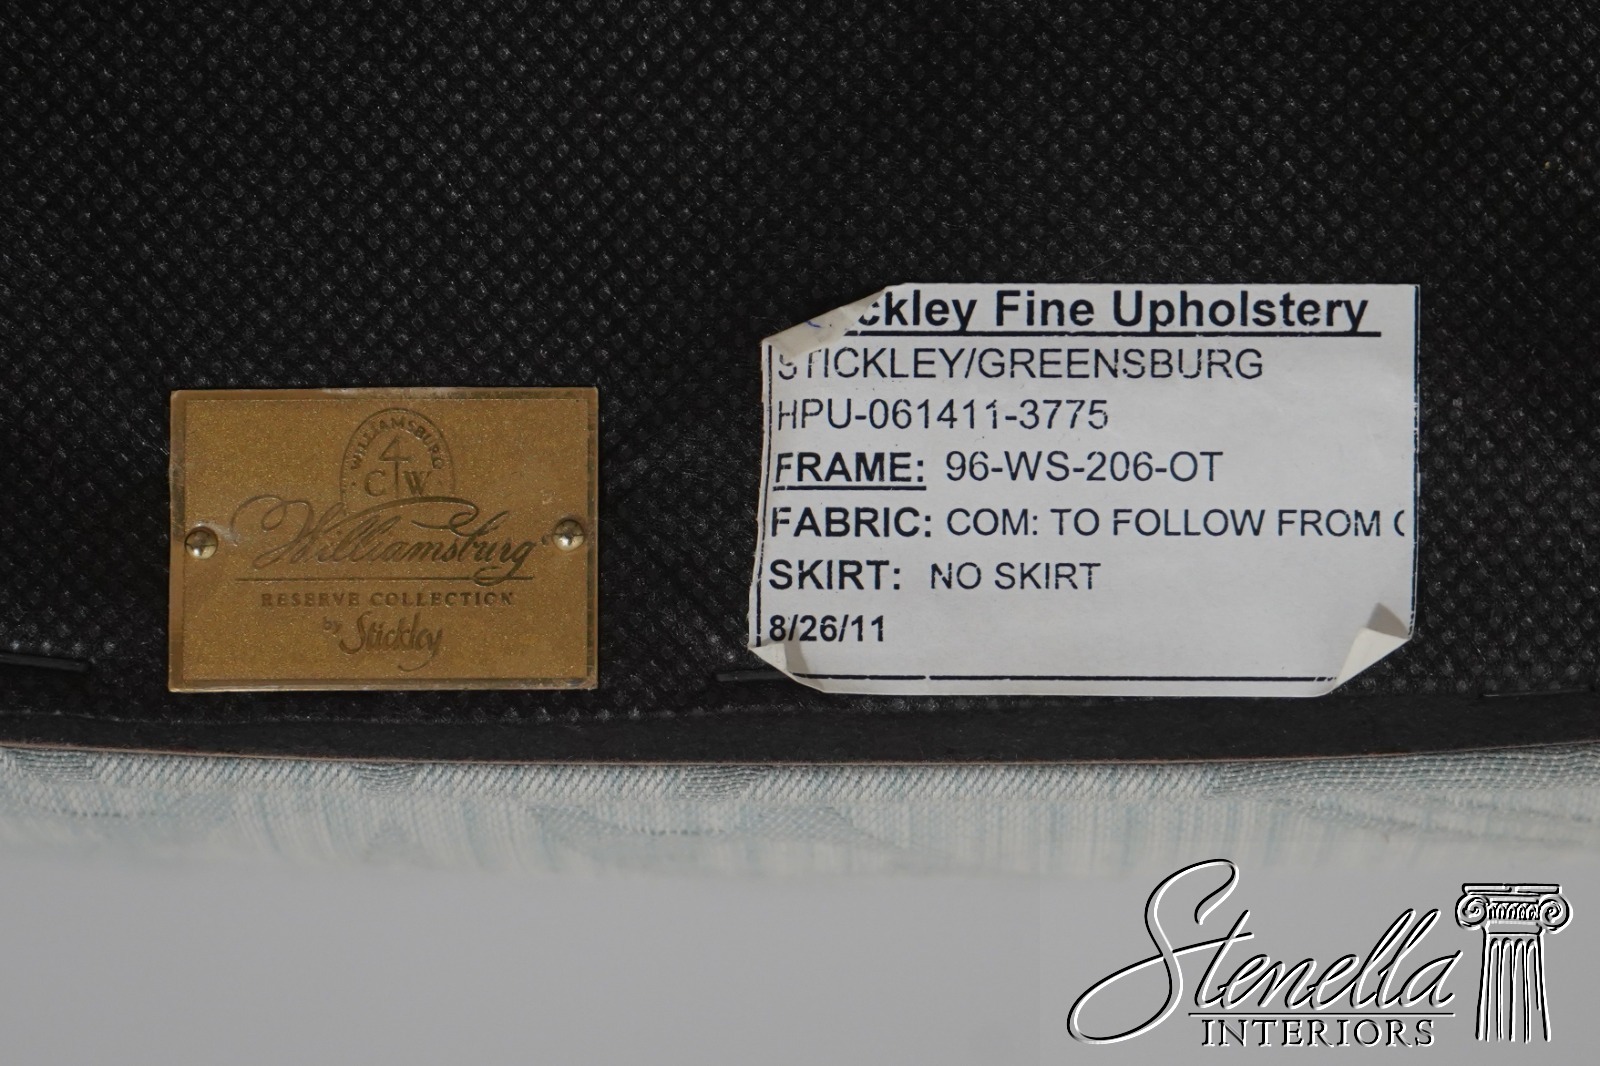 WILLIAMSBURG
4
C W
Williamsburg
RESERVE COLLECTION
by Stickley
ckley Fine Upholstery
STICKLEY/GREENSBURG
HPU-061411-3775
FRAME: 96-WS-206-OT
FABRIC: COM: TO FOLLOW FROM
SKIRT: NO SKIRT
8/26/11
Stenella
INTERIORS